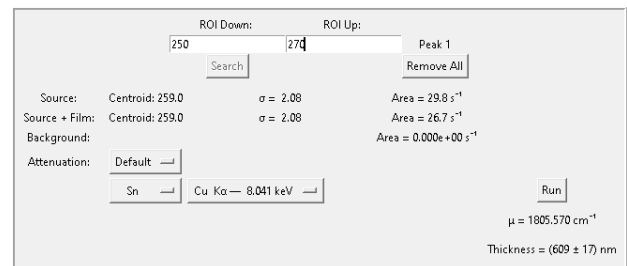 ROI Down: ROI Up:
250 270 Peak 1
Search Remove All
Source: Centroid: 259.0 σ = 2.08 Area = 29.8 s⁻¹
Source + Film: Centroid: 259.0 σ = 2.08 Area = 26.7 s⁻¹
Background: Area = 0.000e+00 s⁻¹
Attenuation: Default
Sn Cu Kα — 8.041 keV Run
μ = 1805.570 cm⁻¹
Thickness = (609 ± 17) nm